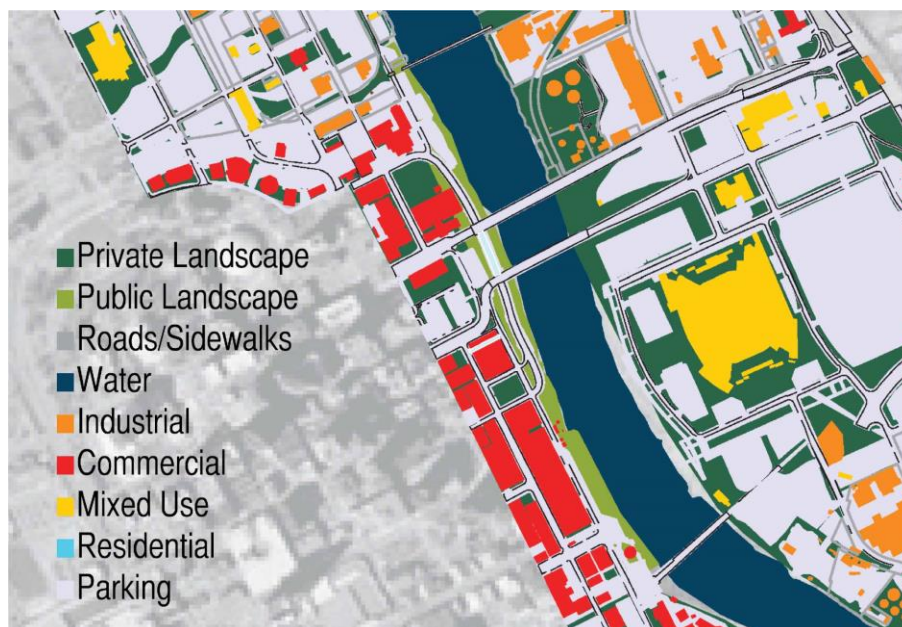 Private Landscape
Public Landscape
Roads/Sidewalks
Water
Industrial
Commercial
Mixed Use
Residential
Parking